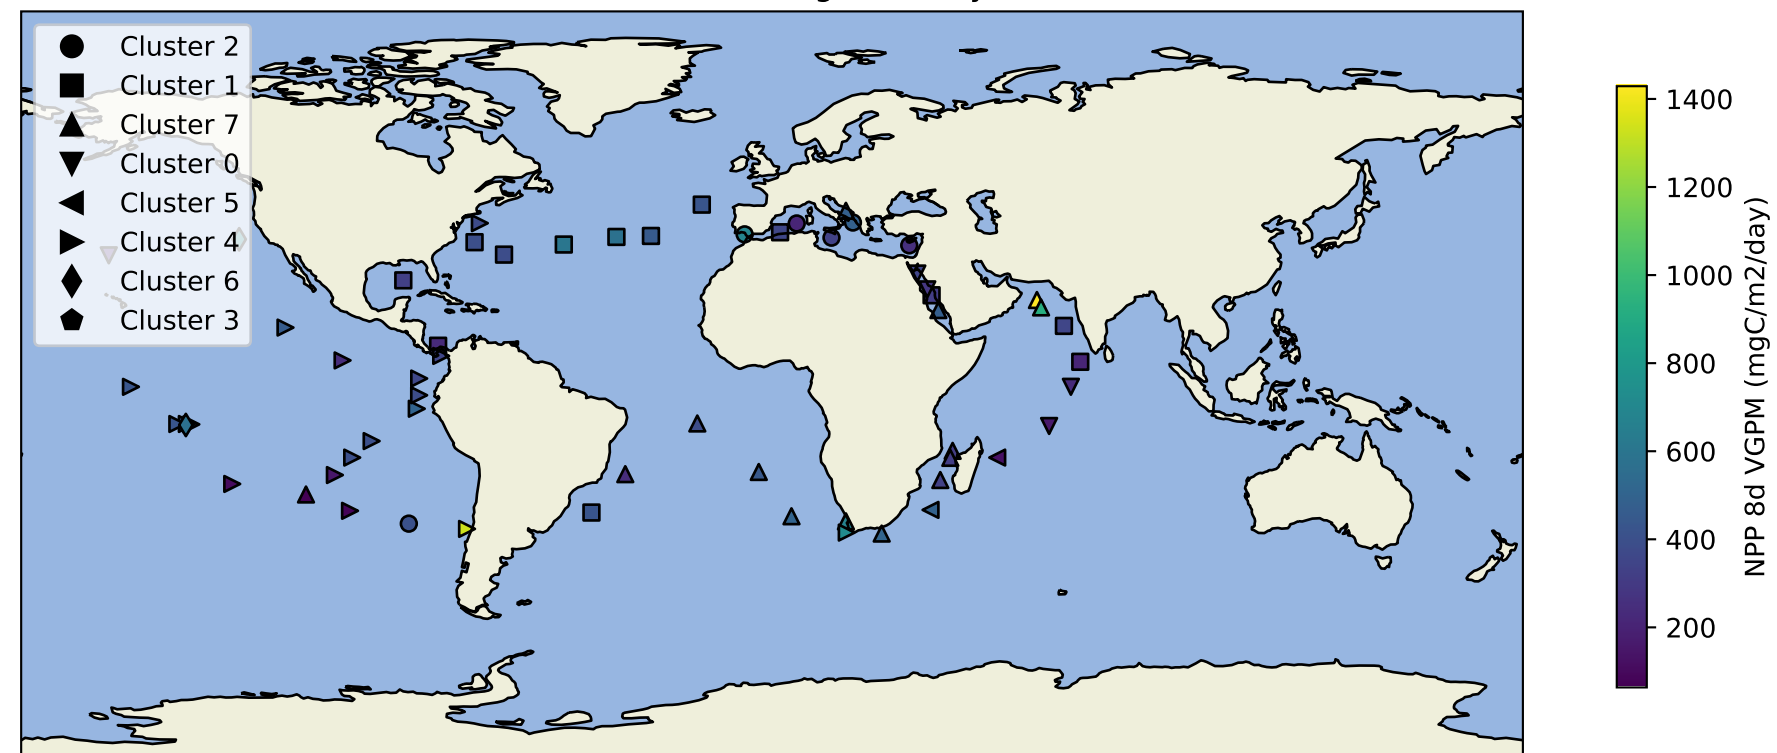 Cluster 2
Cluster 1
Cluster 7
Cluster 0
Cluster 5
Cluster 4
Cluster 6
Cluster 3
1400
1200
1000
800
600
400
200
NPP 8d VGPM (mgC/m2/day)